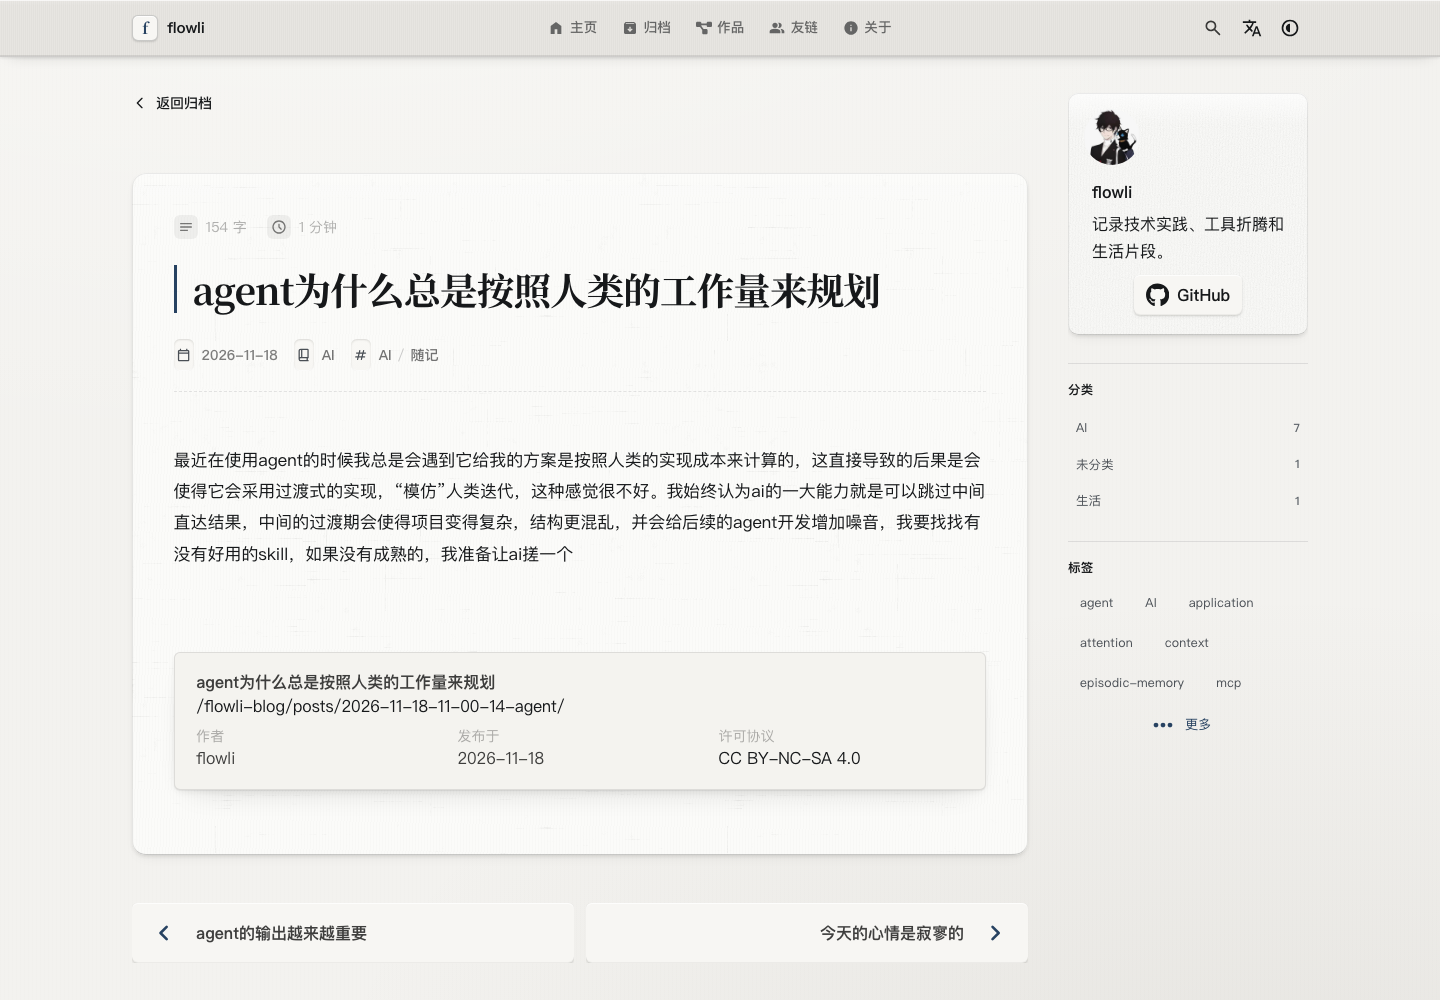 f flowli
主页 归档 作品 友链 关于
返回归档
154 字 1 分钟
agent为什么总是按照人类的工作量来规划
2026-11-18 AI # AI / 随记
最近在使用agent的时候我总是会遇到它给我的方案是按照人类的实现成本来计算的，这直接导致的后果是会
使得它会采用过渡式的实现，“模仿”人类迭代，这种感觉很不好。我始终认为ai的一大能力就是可以跳过中间
直达结果，中间的过渡期会使得项目变得复杂，结构更混乱，并会给后续的agent开发增加噪音，我要找找有
没有好用的skill，如果没有成熟的，我准备让ai搓一个
agent为什么总是按照人类的工作量来规划
/flowli-blog/posts/2026-11-18-11-00-14-agent/
作者 发布于 许可协议
flowli 2026-11-18 CC BY-NC-SA 4.0
agent的输出越来越重要
今天的心情是寂寥的
flowli
记录技术实践、工具折腾和
生活片段。
GitHub
分类
AI 7
未分类 1
生活 1
标签
agent AI application
attention context
episodic-memory mcp
••• 更多